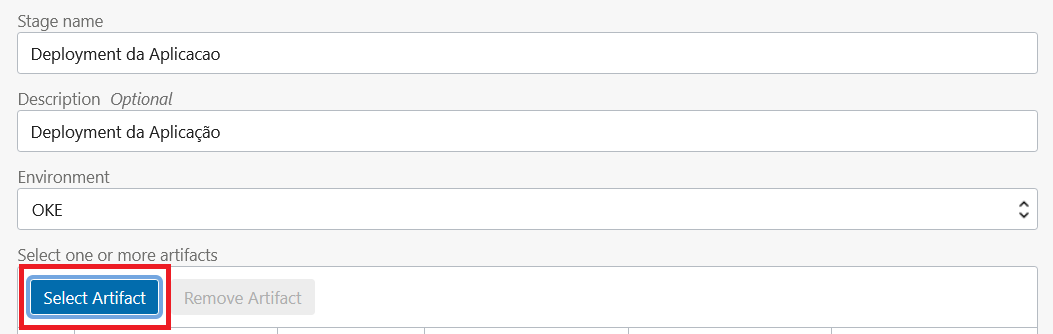 Stage name
Deployment da Aplicacao
Description Optional
Deployment da Aplicação
Environment
OKE
Select one or more artifacts
Select Artifact Remove Artifact